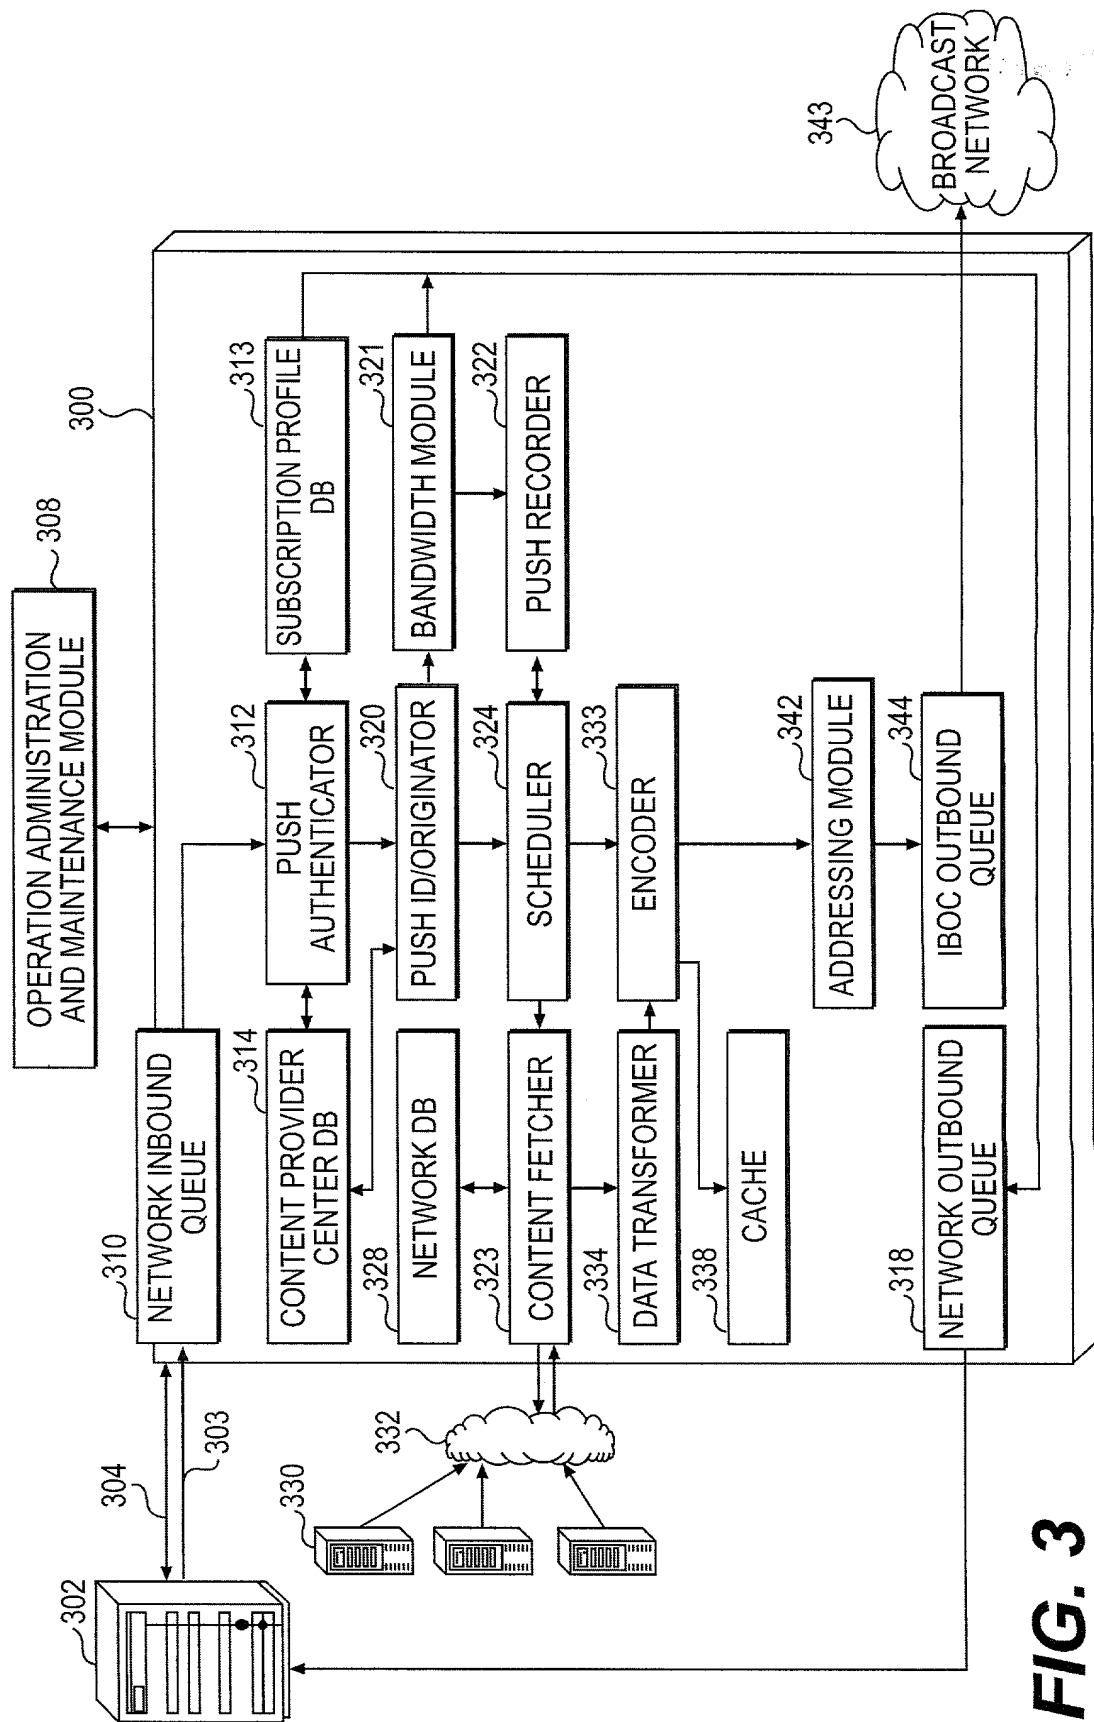 308
OPERATION ADMINISTRATION
AND MAINTENANCE MODULE
300
302
304
303
310
NETWORK INBOUND
QUEUE
314
CONTENT PROVIDER
CENTER DB
312
PUSH
AUTHENTICATOR
313
SUBSCRIPTION PROFILE
DB
328
NETWORK DB
320
PUSH ID/ORIGINATOR
321
BANDWIDTH MODULE
330
332
323
CONTENT FETCHER
324
SCHEDULER
322
PUSH RECORDER
334
DATA TRANSFORMER
333
ENCODER
338
CACHE
342
ADDRESSING MODULE
318
NETWORK OUTBOUND
QUEUE
344
IBOC OUTBOUND
QUEUE
343
BROADCAST
NETWORK
FIG. 3